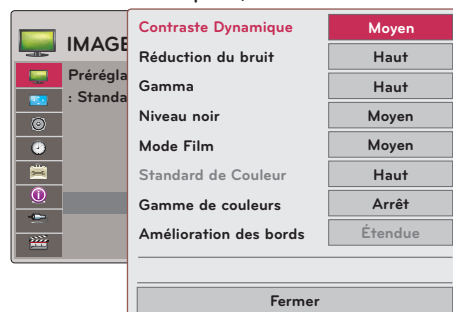 IMAGE
Prérégla
: Standa
Contraste Dynamique Moyen
Réduction du bruit Haut
Gamma Haut
Niveau noir Moyen
Mode Film Moyen
Standard de Couleur Haut
Gamme de couleurs Arrêt
Amélioration des bords Étendue
Fermer